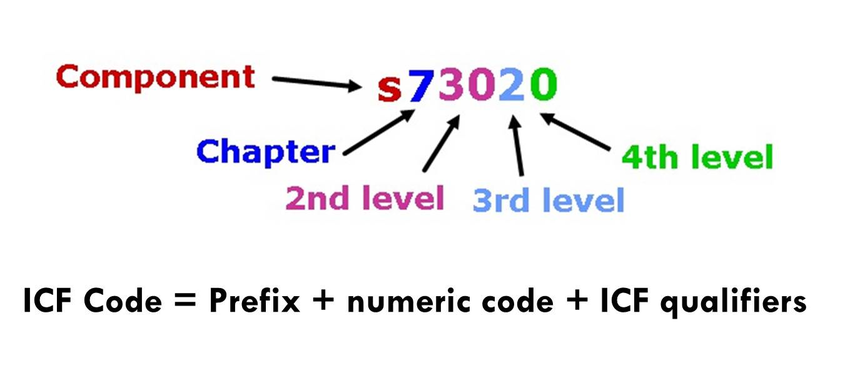 Component s73020
Chapter
4th level
2nd level 3rd level
ICF Code = Prefix + numeric code + ICF qualifiers